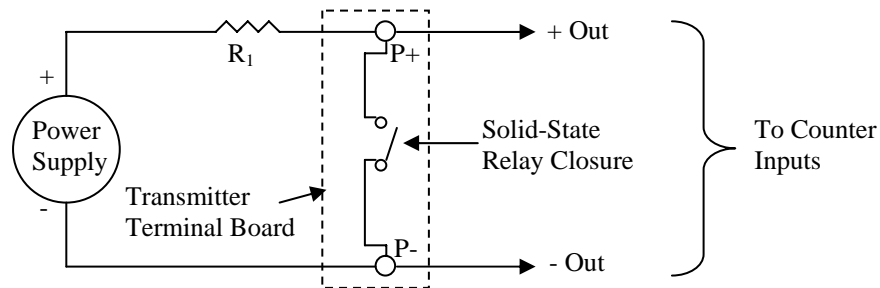 + Out
R₁
P+
+
Power
Supply
-
Solid-State
Relay Closure
To Counter
Inputs
Transmitter
Terminal Board
P-
- Out